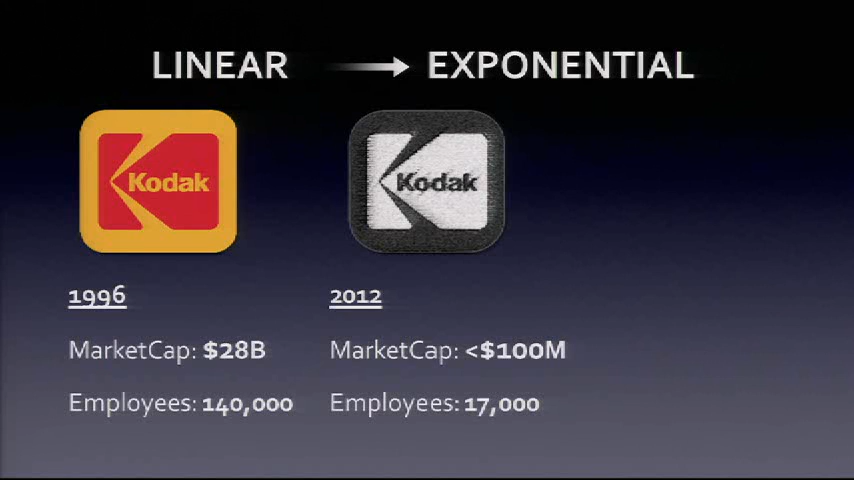 LINEAR EXPONENTIAL
Kodak Kodak
1996 2012
MarketCap: $28B MarketCap: <$100M
Employees: 140,000 Employees: 17,000